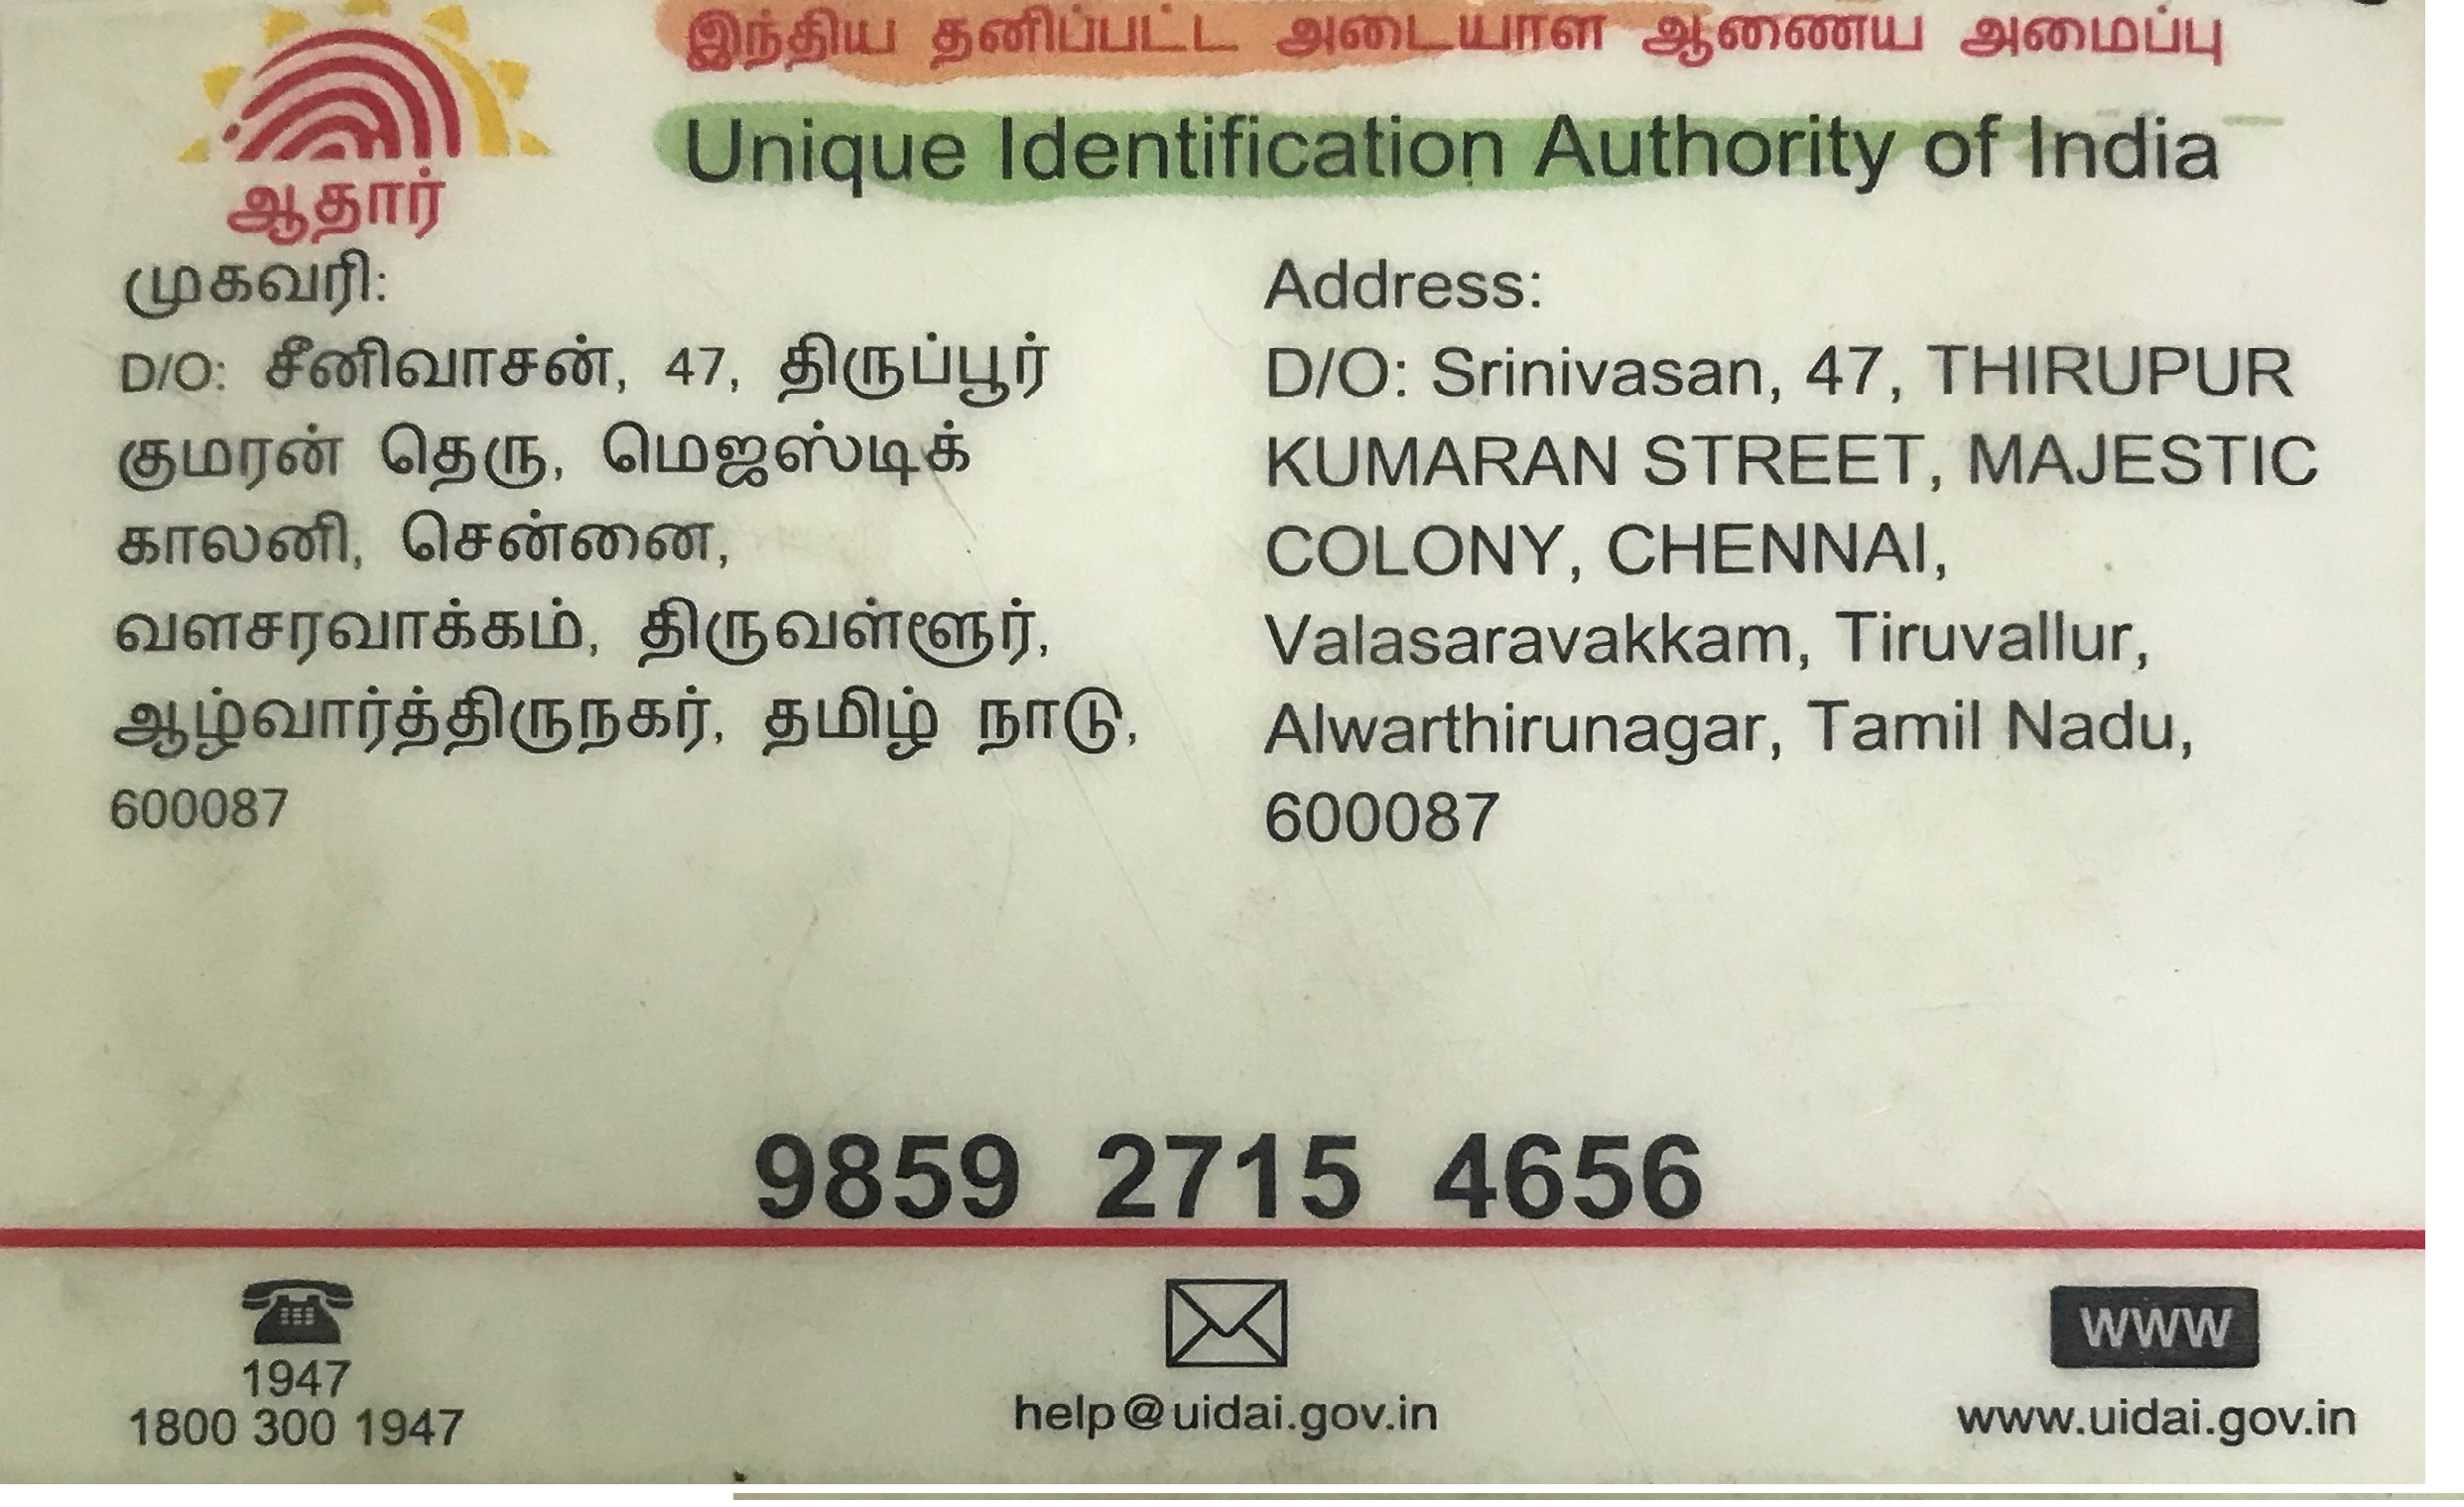 இந்திய தனிப்பட்ட அடையாள ஆணைய அமைப்பு
Unique Identification Authority of India
ஆதார்
முகவரி:
D/O: சீனிவாசன், 47, திருப்பூர்
குமரன் தெரு, மெஜஸ்டிக்
காலனி, சென்னை,
வளசரவாக்கம், திருவள்ளூர்,
ஆழ்வார்த்திருநகர், தமிழ் நாடு,
600087
Address:
D/O: Srinivasan, 47, THIRUPUR
KUMARAN STREET, MAJESTIC
COLONY, CHENNAI,
Valasaravakkam, Tiruvallur,
Alwarthirunagar, Tamil Nadu,
600087
9859 2715 4656
1947
1800 300 1947
help@uidai.gov.in
WWW
www.uidai.gov.in